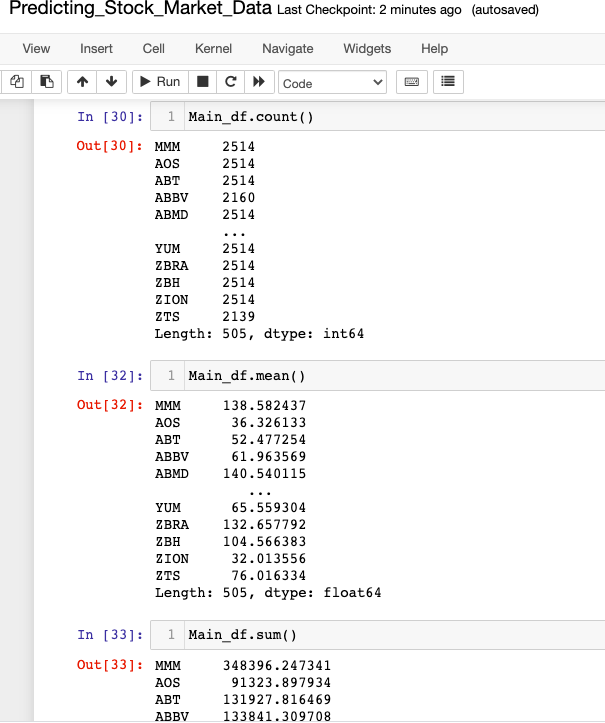 Predicting_Stock_Market_Data Last Checkpoint: 2 minutes ago (autosaved)
View Insert Cell Kernel Navigate Widgets Help
Run Code
In [30]: 1 Main_df.count()
Out[30]: MMM 2514
AOS 2514
ABT 2514
ABBV 2160
ABMD 2514
...
YUM 2514
ZBRA 2514
ZBH 2514
ZION 2514
ZTS 2139
Length: 505, dtype: int64
In [32]: 1 Main_df.mean()
Out[32]: MMM 138.582437
AOS 36.326133
ABT 52.477254
ABBV 61.963569
ABMD 140.540115
...
YUM 65.559304
ZBRA 132.657792
ZBH 104.566383
ZION 32.013556
ZTS 76.016334
Length: 505, dtype: float64
In [33]: 1 Main_df.sum()
Out[33]: MMM 348396.247341
AOS 91323.897934
ABT 131927.816469
ABBV 133841.309708